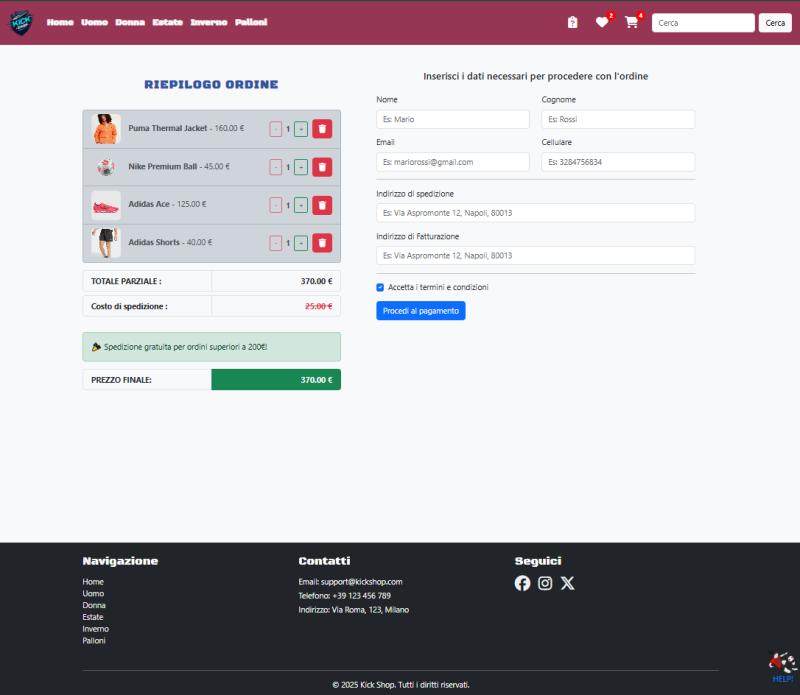 KICK
Home Uomo Donna Estate Inverno Palloni
2
4
Cerca
Cerca
RIEPILOGO ORDINE
Puma Thermal Jacket - 160.00 €
- 1 +
Nike Premium Ball - 45.00 €
- 1 +
Adidas Ace - 125.00 €
- 1 +
Adidas Shorts - 40.00 €
- 1 +
TOTALE PARZIALE : 370.00 €
Costo di spedizione : 25.00 €
Spedizione gratuita per ordini superiori a 200€!
PREZZO FINALE: 370.00 €
Inserisci i dati necessari per procedere con l'ordine
Nome Cognome
Es: Mario Es: Rossi
Email Cellulare
Es: mariorossi@gmail.com Es: 3284756834
Indirizzo di spedizione
Es: Via Aspromonte 12, Napoli, 80013
Indirizzo di Fatturazione
Es: Via Aspromonte 12, Napoli, 80013
Accetta i termini e condizioni
Procedi al pagamento
Navigazione
Home
Uomo
Donna
Estate
Inverno
Palloni
Contatti
Email: support@kickshop.com
Telefono: +39 123 456 789
Indirizzo: Via Roma, 123, Milano
Seguici
HELP!
© 2025 Kick Shop. Tutti i diritti riservati.